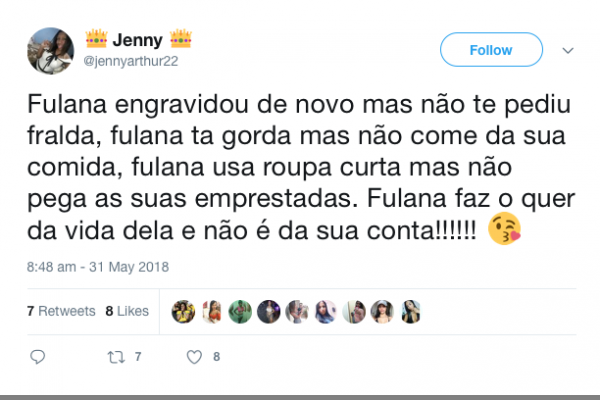 👑 Jenny 👑
@jennyarthur22
Follow
Fulana engravidou de novo mas não te pediu
fralda, fulana ta gorda mas não come da sua
comida, fulana usa roupa curta mas não
pega as suas emprestadas. Fulana faz o quer
da vida dela e não é da sua conta!!!!!! 😘
8:48 am - 31 May 2018
7 Retweets 8 Likes
7 8